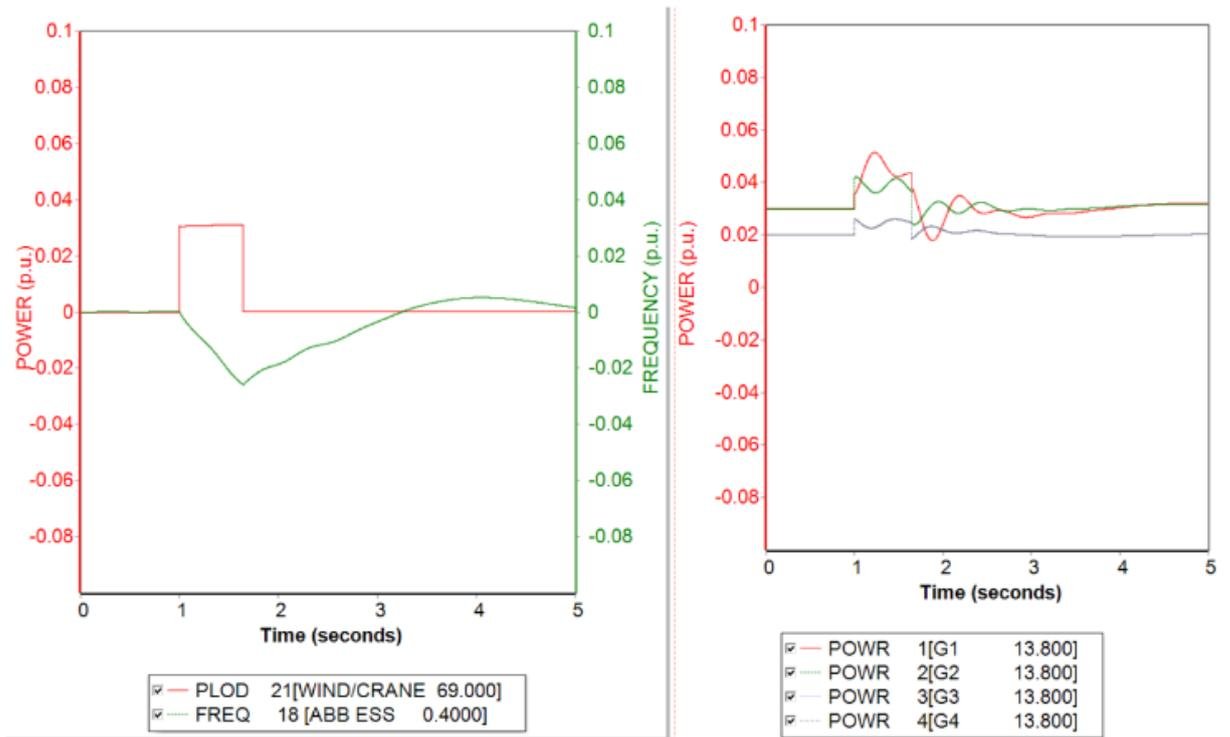 0.1
0.08
0.06
0.04
0.02
0
-0.02
-0.04
-0.06
-0.08
POWER (p.u.)
0.1
0.08
0.06
0.04
0.02
0
-0.02
-0.04
-0.06
-0.08
FREQUENCY (p.u.)
0 1 2 3 4 5
Time (seconds)
PLOD 21[WIND/CRANE 69.000]
FREQ 18 [ABB ESS 0.4000]
0.1
0.08
0.06
0.04
0.02
0
-0.02
-0.04
-0.06
-0.08
POWER (p.u.)
0 1 2 3 4 5
Time (seconds)
POWR 1[G1 13.800]
POWR 2[G2 13.800]
POWR 3[G3 13.800]
POWR 4[G4 13.800]